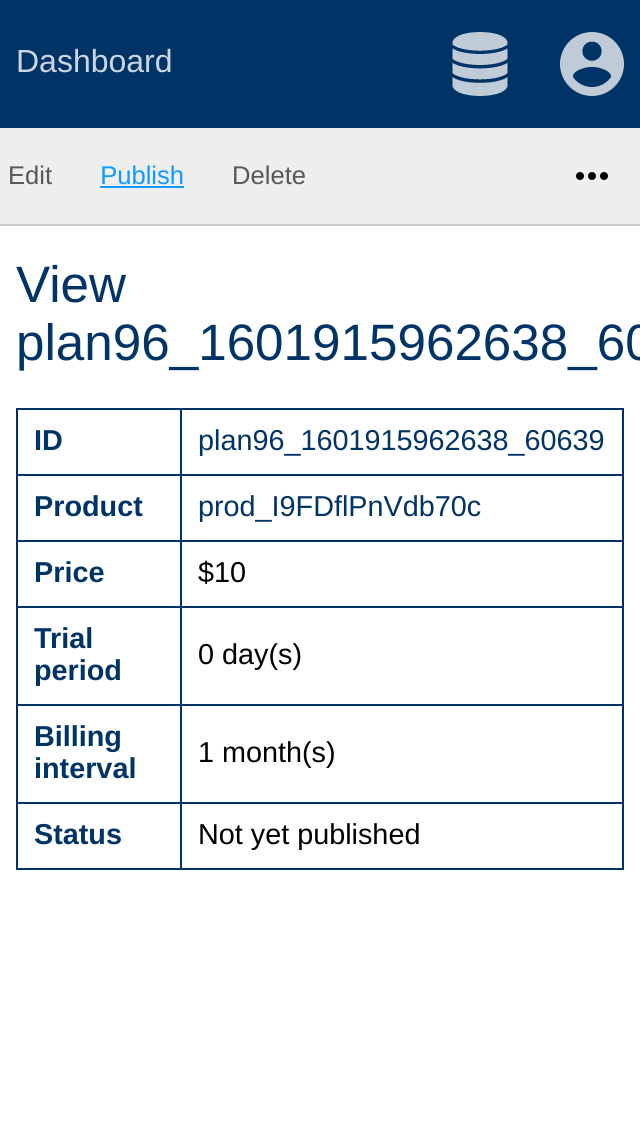 Dashboard
Edit Publish Delete •••
View
plan96_1601915962638_60
ID plan96_1601915962638_60639
Product prod_I9FDflPnVdb70c
Price $10
Trial
period 0 day(s)
Billing
interval 1 month(s)
Status Not yet published